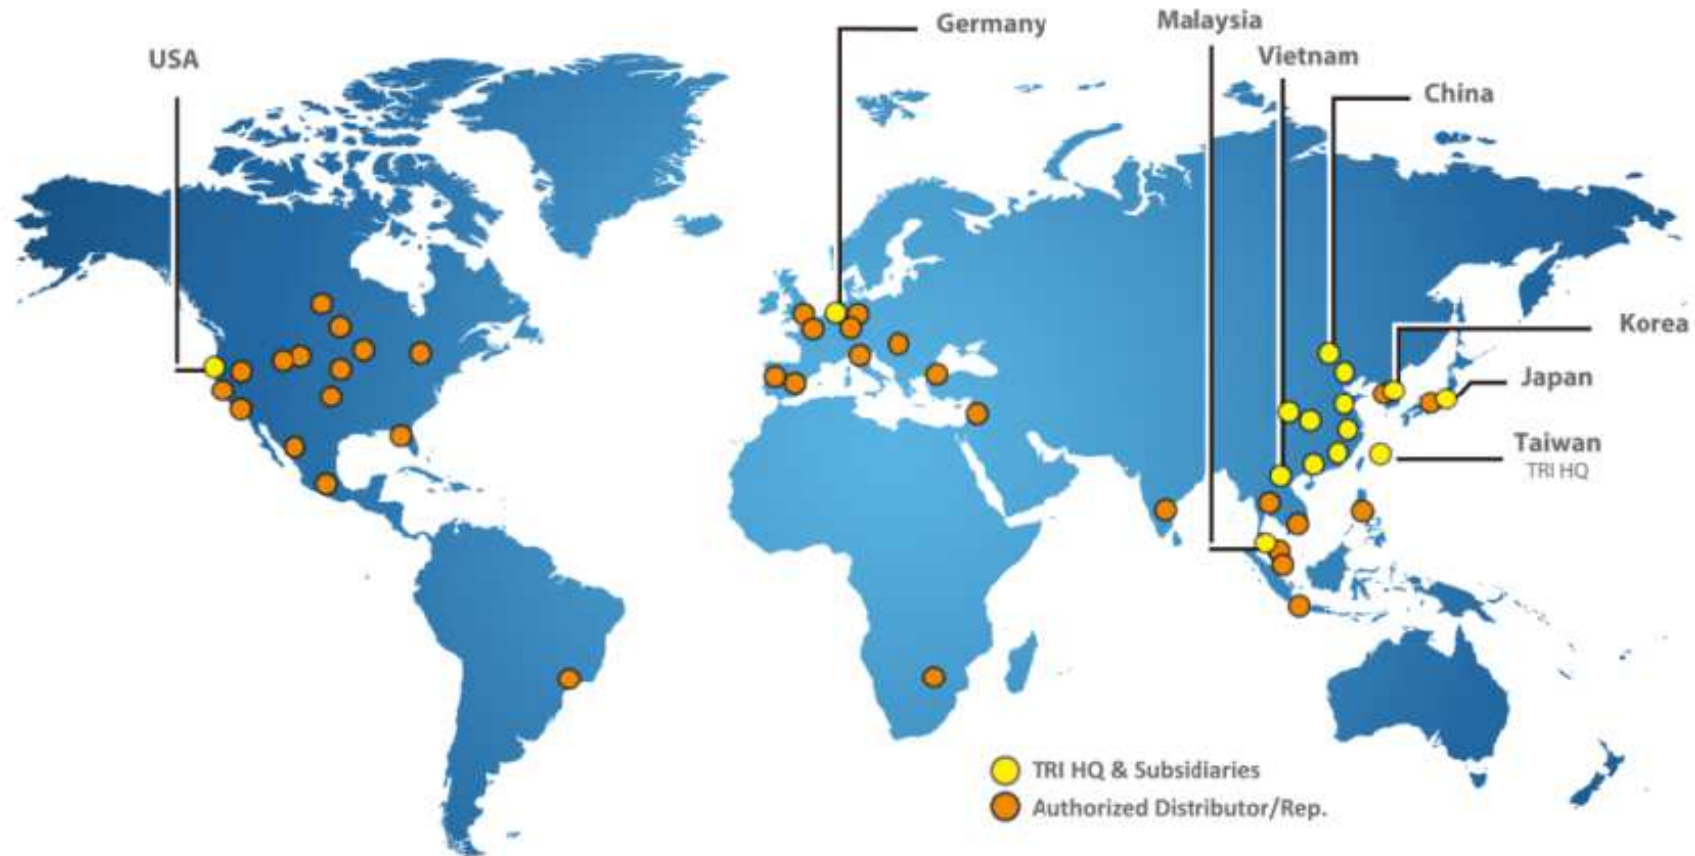 USA
Germany
Malaysia
Vietnam
China
Korea
Japan
Taiwan
TRI HQ
TRI HQ & Subsidiaries
Authorized Distributor/Rep.